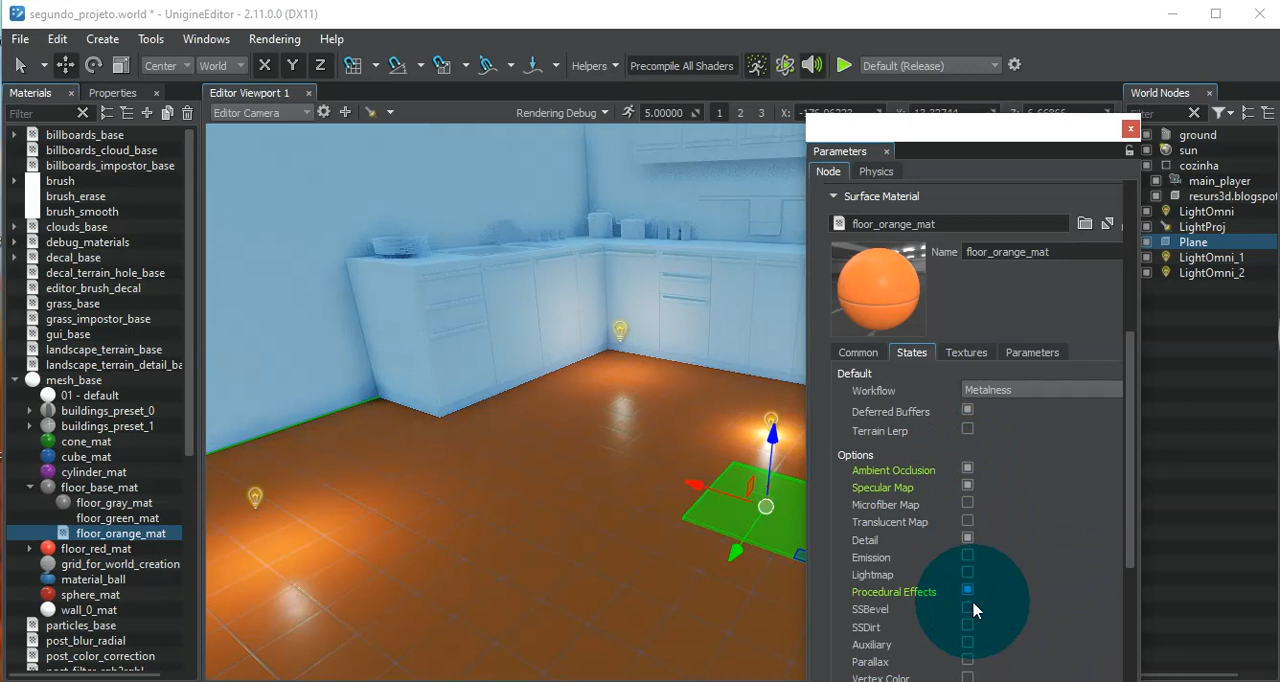 segundo_projeto.world * - UnigineEditor - 2.11.0.0 (DX11)
File Edit Create Tools Windows Rendering Help
Center World X Y Z Helpers Precompile All Shaders Default (Release)
Materials × Properties × Editor Viewport 1 × World Nodes ×
Filter Editor Camera Rendering Debug 5.00000 1 2 3 X:
billboards_base
billboards_cloud_base
billboards_impostor_base
brush
brush_erase
brush_smooth
clouds_base
debug_materials
decal_base
decal_terrain_hole_base
editor_brush_decal
grass_base
grass_impostor_base
gui_base
landscape_terrain_base
landscape_terrain_detail_ba
mesh_base
01 - default
buildings_preset_0
buildings_preset_1
cone_mat
cube_mat
cylinder_mat
floor_base_mat
floor_gray_mat
floor_green_mat
floor_orange_mat
floor_red_mat
grid_for_world_creation
material_ball
sphere_mat
wall_0_mat
particles_base
post_blur_radial
post_color_correction
Parameters ×
Node Physics
Surface Material
floor_orange_mat
Name floor_orange_mat
Common States Textures Parameters
Default
Workflow Metalness
Deferred Buffers
Terrain Lerp
Options
Ambient Occlusion
Specular Map
Microfiber Map
Translucent Map
Detail
Emission
Lightmap
Procedural Effects
SSBevel
SSDirt
Auxiliary
Parallax
Vertex Color
ground
sun
cozinha
main_player
resurs3d.blogspot
LightOmni
LightProj
Plane
LightOmni_1
LightOmni_2